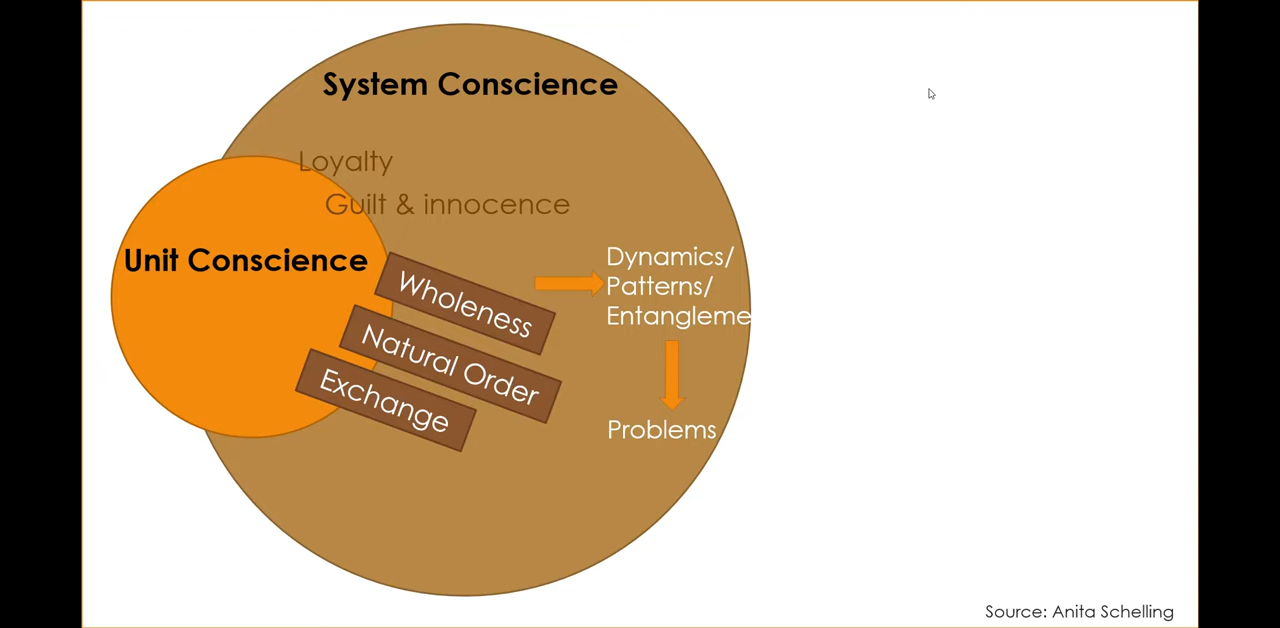 System Conscience
Loyalty
Guilt & innocence
Unit Conscience
Wholeness
Natural Order
Exchange
Dynamics/
Patterns/
Entangleme
Problems
Source: Anita Schelling